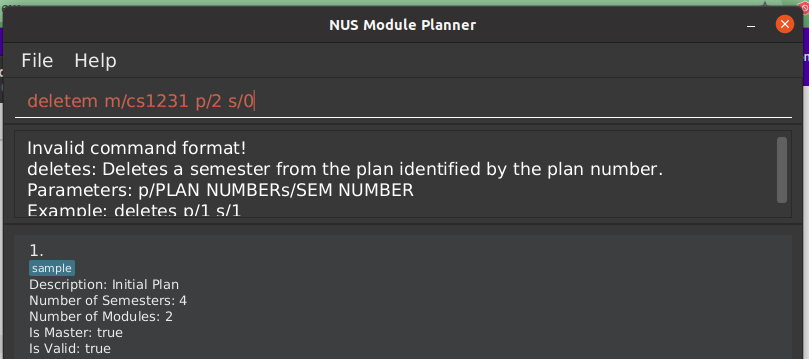 NUS Module Planner
File Help
deletem m/cs1231 p/2 s/0
Invalid command format!
deletes: Deletes a semester from the plan identified by the plan number.
Parameters: p/PLAN NUMBERs/SEM NUMBER
Example: deletes p/1 s/1
1.
sample
Description: Initial Plan
Number of Semesters: 4
Number of Modules: 2
Is Master: true
Is Valid: true